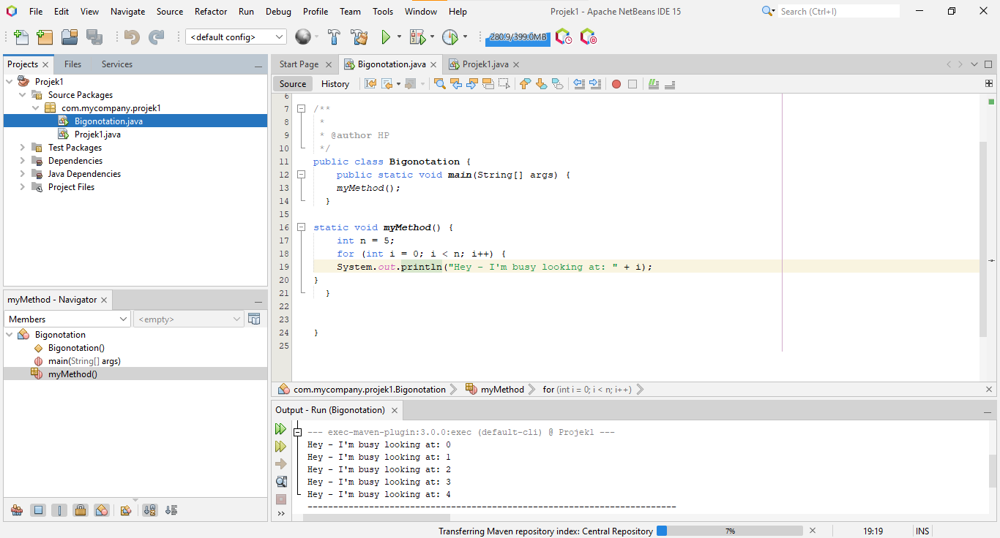 File Edit View Navigate Source Refactor Run Debug Profile Team Tools Window Help Projek1 - Apache NetBeans IDE 15 Search (Ctrl+I)
<default config> 280.9/399.0MB
Projects Files Services
Projek1
Source Packages
com.mycompany.projek1
Bigonotation.java
Projek1.java
Test Packages
Dependencies
Java Dependencies
Project Files
myMethod - Navigator
Members <empty>
Bigonotation
Bigonotation()
main(String[] args)
myMethod()
Start Page Bigonotation.java Projek1.java
Source History
6
7 /**
8 *
9 * @author HP
10 */
11 public class Bigonotation {
12 public static void main(String[] args) {
13 myMethod();
14 }
15
16 static void myMethod() {
17 int n = 5;
18 for (int i = 0; i < n; i++) {
19 System.out.println("Hey - I'm busy looking at: " + i);
20 }
21 }
22
23
24 }
25
com.mycompany.projek1.Bigonotation myMethod for (int i = 0; i < n; i++)
Output - Run (Bigonotation)
--- exec-maven-plugin:3.0.0:exec (default-cli) @ Projek1 ---
Hey - I'm busy looking at: 0
Hey - I'm busy looking at: 1
Hey - I'm busy looking at: 2
Hey - I'm busy looking at: 3
Hey - I'm busy looking at: 4
------------------------------------------------------------------------
Transferring Maven repository index: Central Repository 7% 19:19 INS